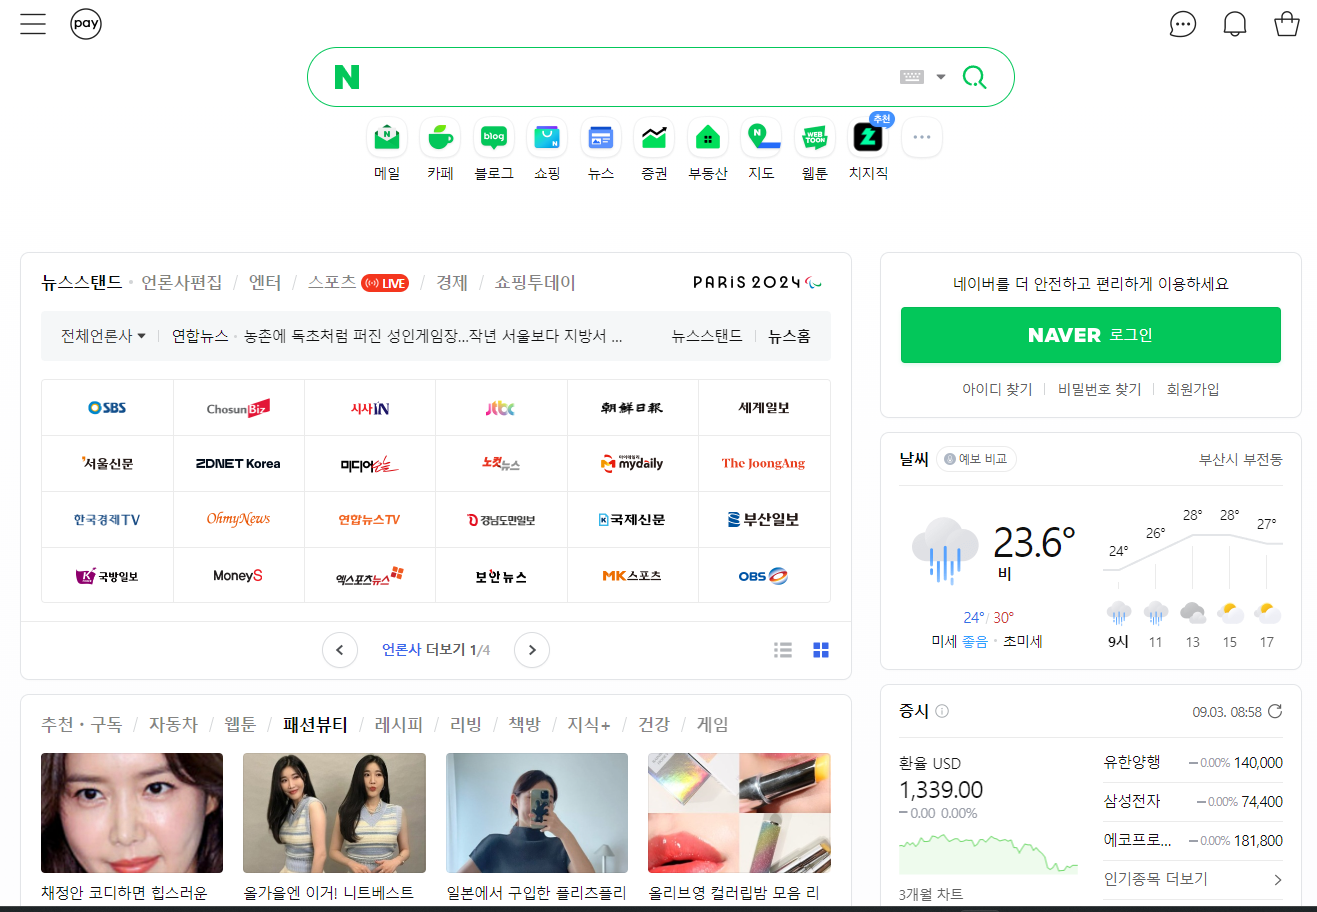 pay
N
메일 카페 블로그 쇼핑 뉴스 증권 부동산 지도 웹툰 치지직
blog
WEB TOON
추천
뉴스스탠드 · 언론사편집 / 엔터 / 스포츠 LIVE / 경제 / 쇼핑투데이
PARIS 2024
전체언론사 연합뉴스 · 농촌에 독초처럼 퍼진 성인게임장...작년 서울보다 지방서 ... 뉴스스탠드 뉴스홈
SBS ChosunBiz 시사IN jtbc 朝鮮日報 세계일보
서울신문 ZDNET Korea 미디어오늘 노컷뉴스 마이데일리 mydaily The JoongAng
한국경제TV OhmyNews 연합뉴스TV 경남도민일보 국제신문 부산일보
국방일보 MoneyS 엑스포츠뉴스 보안뉴스 MK스포츠 OBS
언론사 더보기 1/4
추천·구독 / 자동차 / 웹툰 / 패션뷰티 / 레시피 / 리빙 / 책방 / 지식+ / 건강 / 게임
채정안 코디하면 힙스러운
올가을엔 이거! 니트베스트
일본에서 구입한 플리츠플리
올리브영 컬러립밤 모음 리
네이버를 더 안전하고 편리하게 이용하세요
NAVER 로그인
아이디 찾기 비밀번호 찾기 회원가입
날씨 예보 비교 부산시 부전동
23.6°
비
24° / 30°
미세 좋음 · 초미세
24° 26° 28° 28° 27°
9시 11 13 15 17
증시 09.03. 08:58
환율 USD
1,339.00
0.00 0.00%
3개월 차트
유한양행 0.00% 140,000
삼성전자 0.00% 74,400
에코프로... 0.00% 181,800
인기종목 더보기